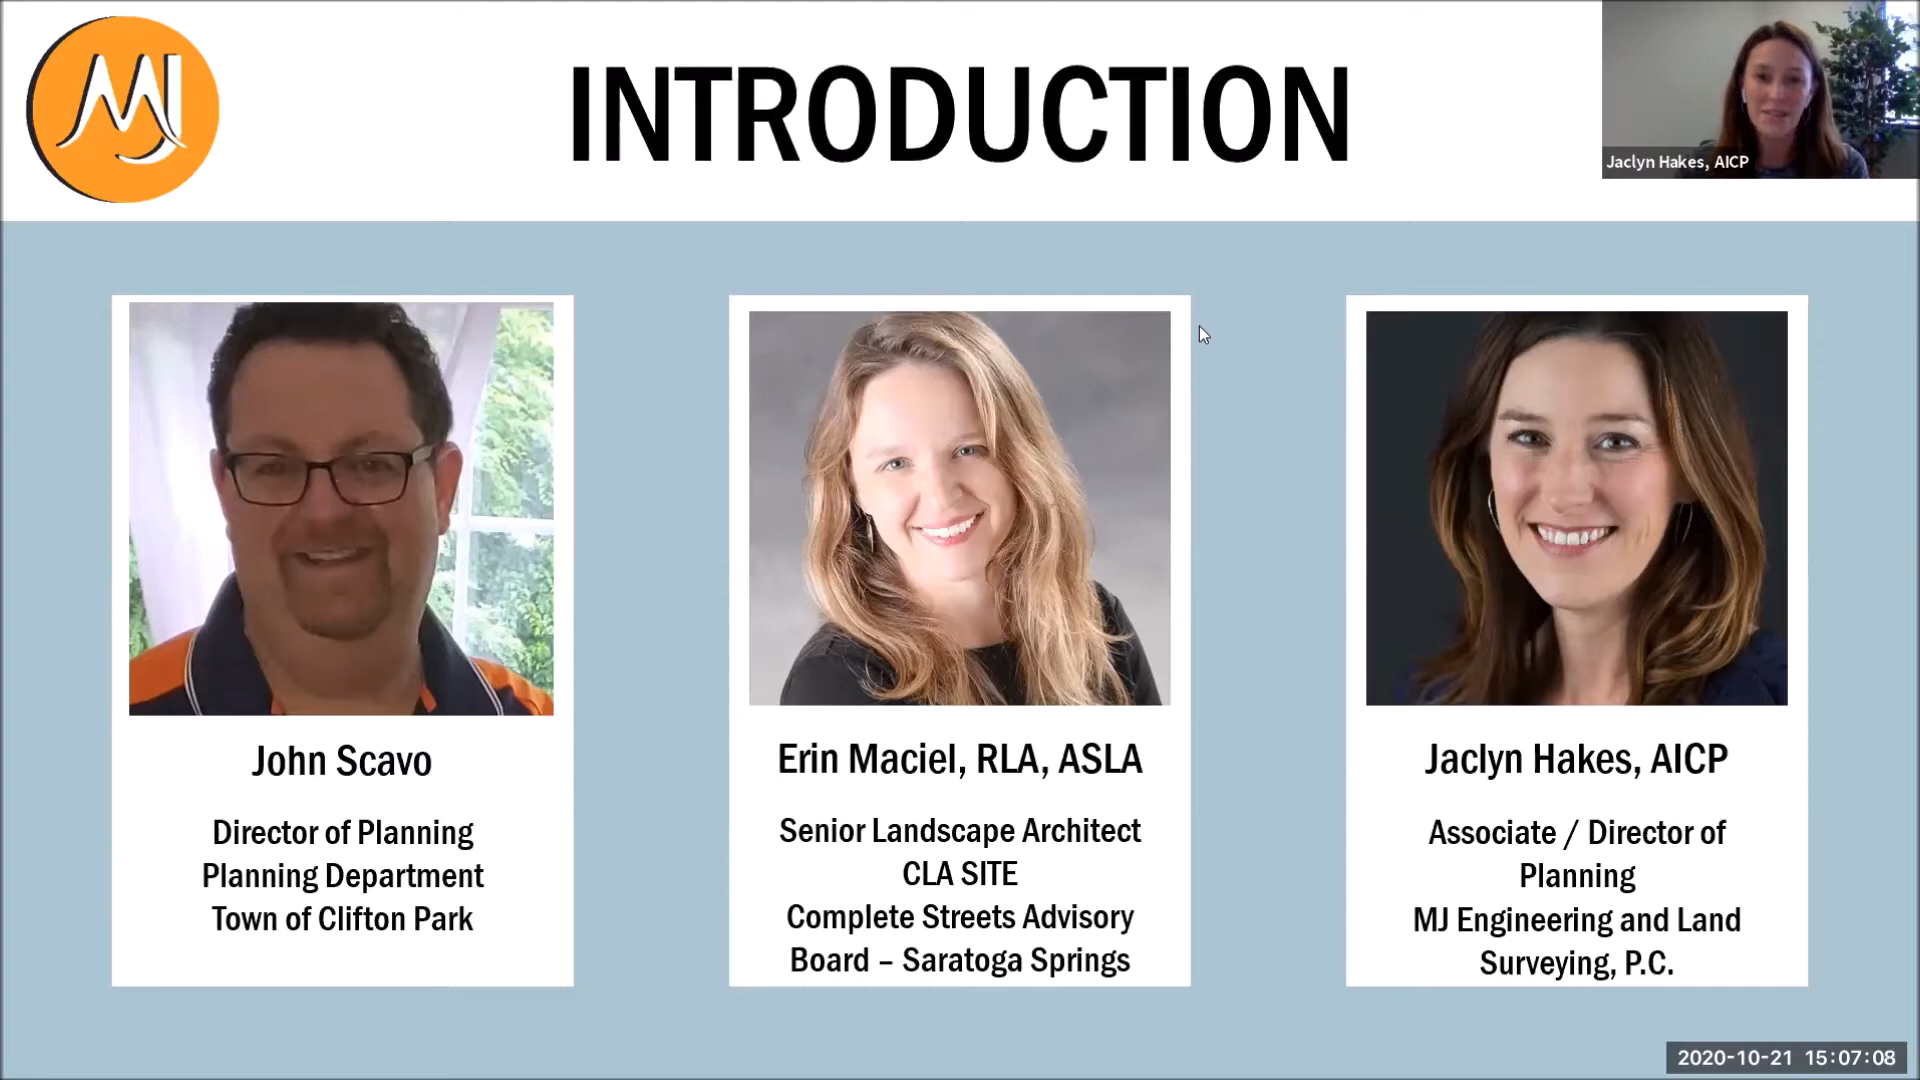 MJ
INTRODUCTION
Jaclyn Hakes, AICP
John Scavo
Director of Planning
Planning Department
Town of Clifton Park
Erin Maciel, RLA, ASLA
Senior Landscape Architect
CLA SITE
Complete Streets Advisory
Board – Saratoga Springs
Jaclyn Hakes, AICP
Associate / Director of
Planning
MJ Engineering and Land
Surveying, P.C.
2020-10-21 15:07:08